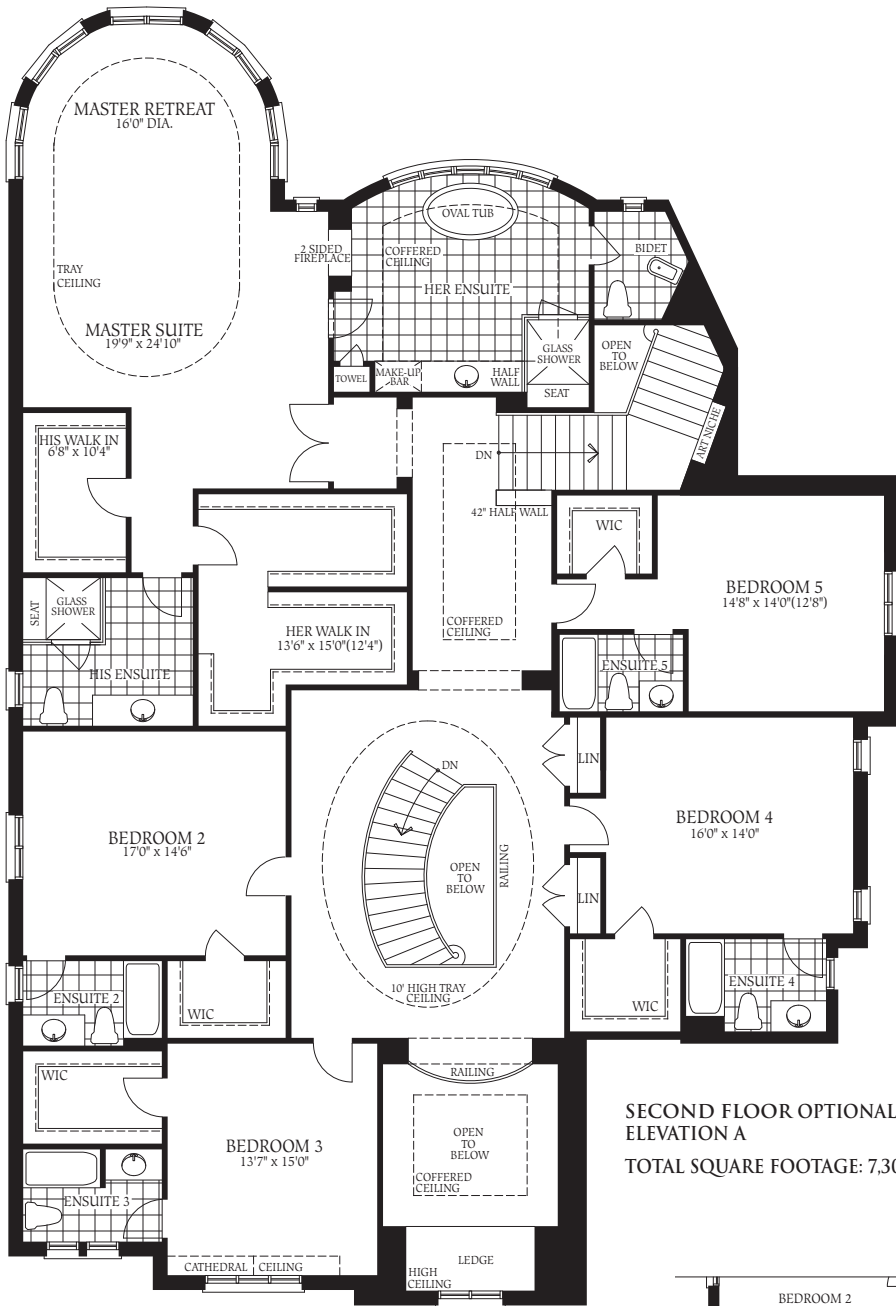 MASTER RETREAT
16'0" DIA.
TRAY
CEILING
MASTER SUITE
19'9" x 24'10"
2 SIDED
FIREPLACE
OVAL TUB
COFFERED
CEILING
HER ENSUITE
BIDET
GLASS
SHOWER
SEAT
HALF
WALL
MAKE-UP
BAR
TOWEL
OPEN
TO
BELOW
ART NICHE
DN
42" HALF WALL
HIS WALK IN
6'8" x 10'4"
WIC
BEDROOM 5
14'8" x 14'0"(12'8")
COFFERED
CEILING
SEAT
GLASS
SHOWER
HIS ENSUITE
HER WALK IN
13'6" x 15'0"(12'4")
ENSUITE 5
LIN
DN
BEDROOM 4
16'0" x 14'0"
BEDROOM 2
17'0" x 14'6"
OPEN
TO
BELOW
RAILING
LIN
10' HIGH TRAY
CEILING
ENSUITE 2
WIC
WIC
ENSUITE 4
WIC
RAILING
BEDROOM 3
13'7" x 15'0"
OPEN
TO
BELOW
COFFERED
CEILING
ENSUITE 3
CATHEDRAL CEILING
HIGH
CEILING
LEDGE
SECOND FLOOR OPTIONAL
ELEVATION A
TOTAL SQUARE FOOTAGE: 7,30
BEDROOM 2